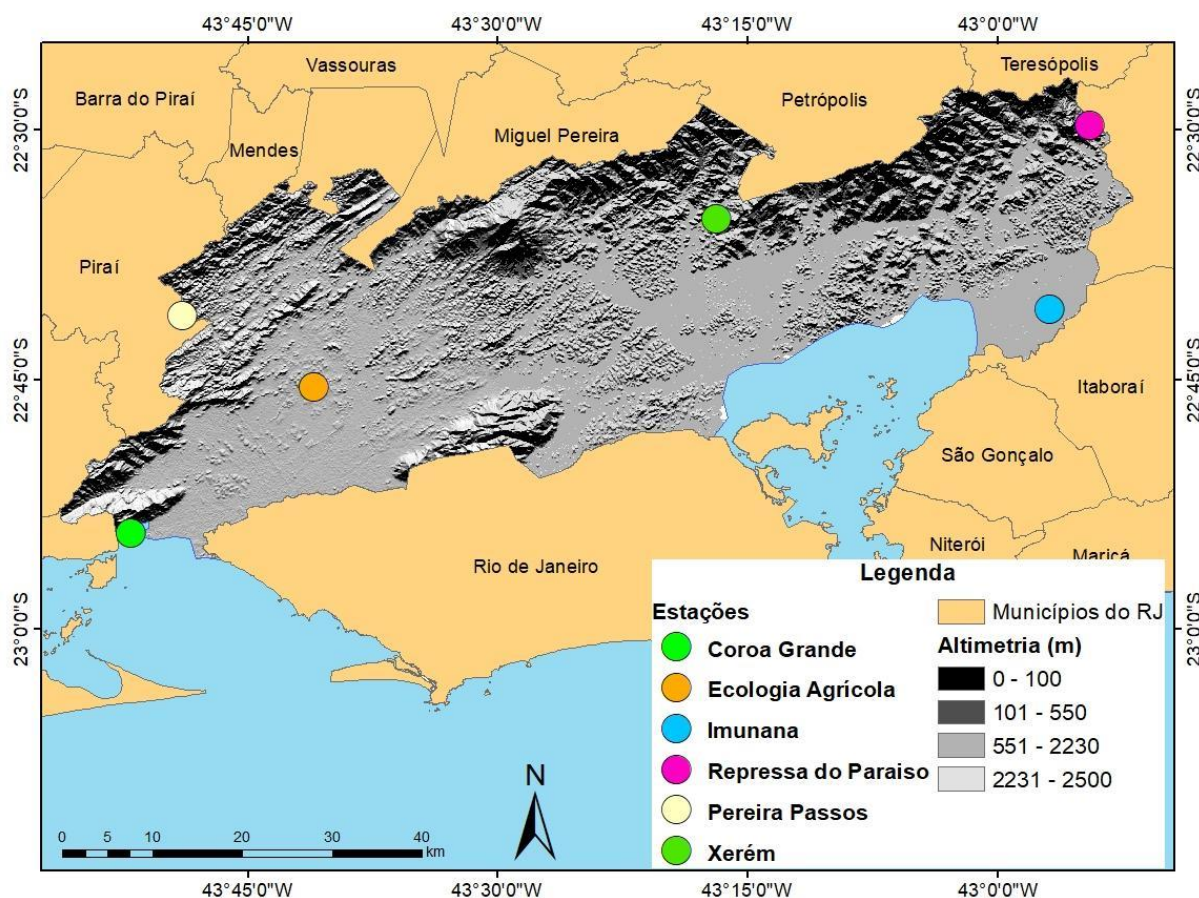 43°45'0"W 43°30'0"W 43°15'0"W 43°0'0"W
Teresópolis
Vassouras
Barra do Piraí
Petrópolis
22°30'0"S 22°30'0"S
Miguel Pereira
Mendes
Piraí
22°45'0"S 22°45'0"S
Itaboraí
São Gonçalo
Niterói
Maricá
Rio de Janeiro
23°0'0"S 23°0'0"S
Legenda
Estações
Coroa Grande
Ecologia Agrícola
Imunana
Repressa do Paraiso
Pereira Passos
Xerém
Municípios do RJ
Altimetria (m)
0 - 100
101 - 550
551 - 2230
2231 - 2500
N
0 5 10 20 30 40
km
43°45'0"W 43°30'0"W 43°15'0"W 43°0'0"W